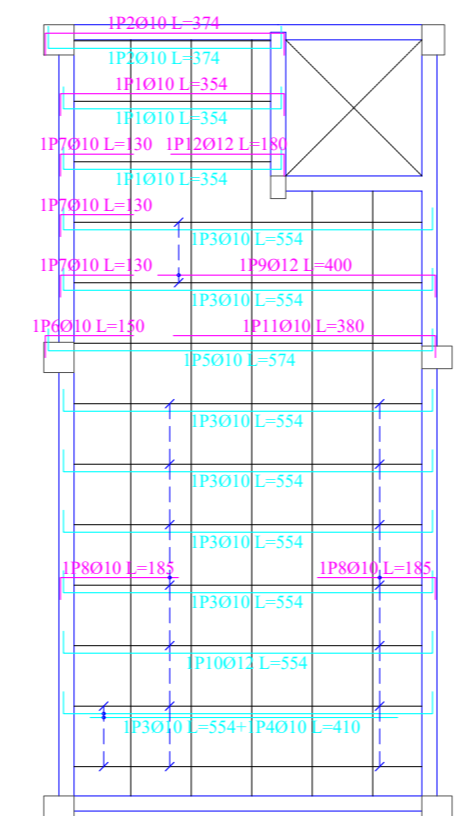 1P2Ø10 L=374
1P2Ø10 L=374
1P1Ø10 L=354
1P1Ø10 L=354
1P7Ø10 L=130 1P12Ø12 L=180
1P1Ø10 L=354
1P7Ø10 L=130
1P3Ø10 L=554
1P7Ø10 L=130 1P9Ø12 L=400
1P3Ø10 L=554
1P6Ø10 L=150 1P11Ø10 L=380
1P5Ø10 L=574
1P3Ø10 L=554
1P3Ø10 L=554
1P3Ø10 L=554
1P8Ø10 L=185 1P8Ø10 L=185
1P3Ø10 L=554
1P10Ø12 L=554
1P3Ø10 L=554+1P4Ø10 L=410